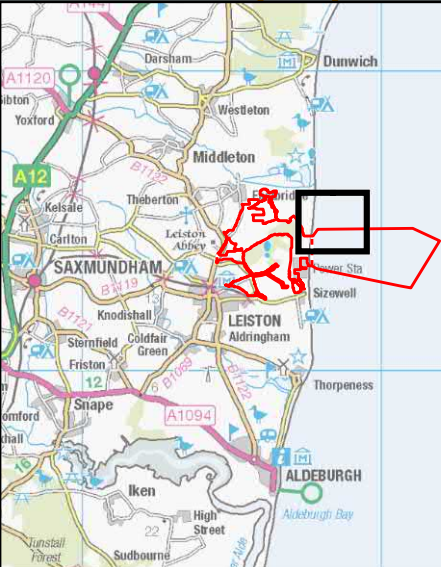 A144
Darsham
Dunwich
A1120
Yoxford
Westleton
Middleton
B1122
A12
Kelsale
Theberton
Carlton
Leiston
Abbey
SAXMUNDHAM
Power Sta
B1119
Sizewell
13
Knodishall
LEISTON
B1121
Coldfair
Green
Aldringham
Sternfield
Friston
B1069
B1122
12
6
Thorpeness
Snape
A1094
16
ALDEBURGH
Iken
High
Street
Aldeburgh Bay
22
Tunstall
Forest
Sudbourne